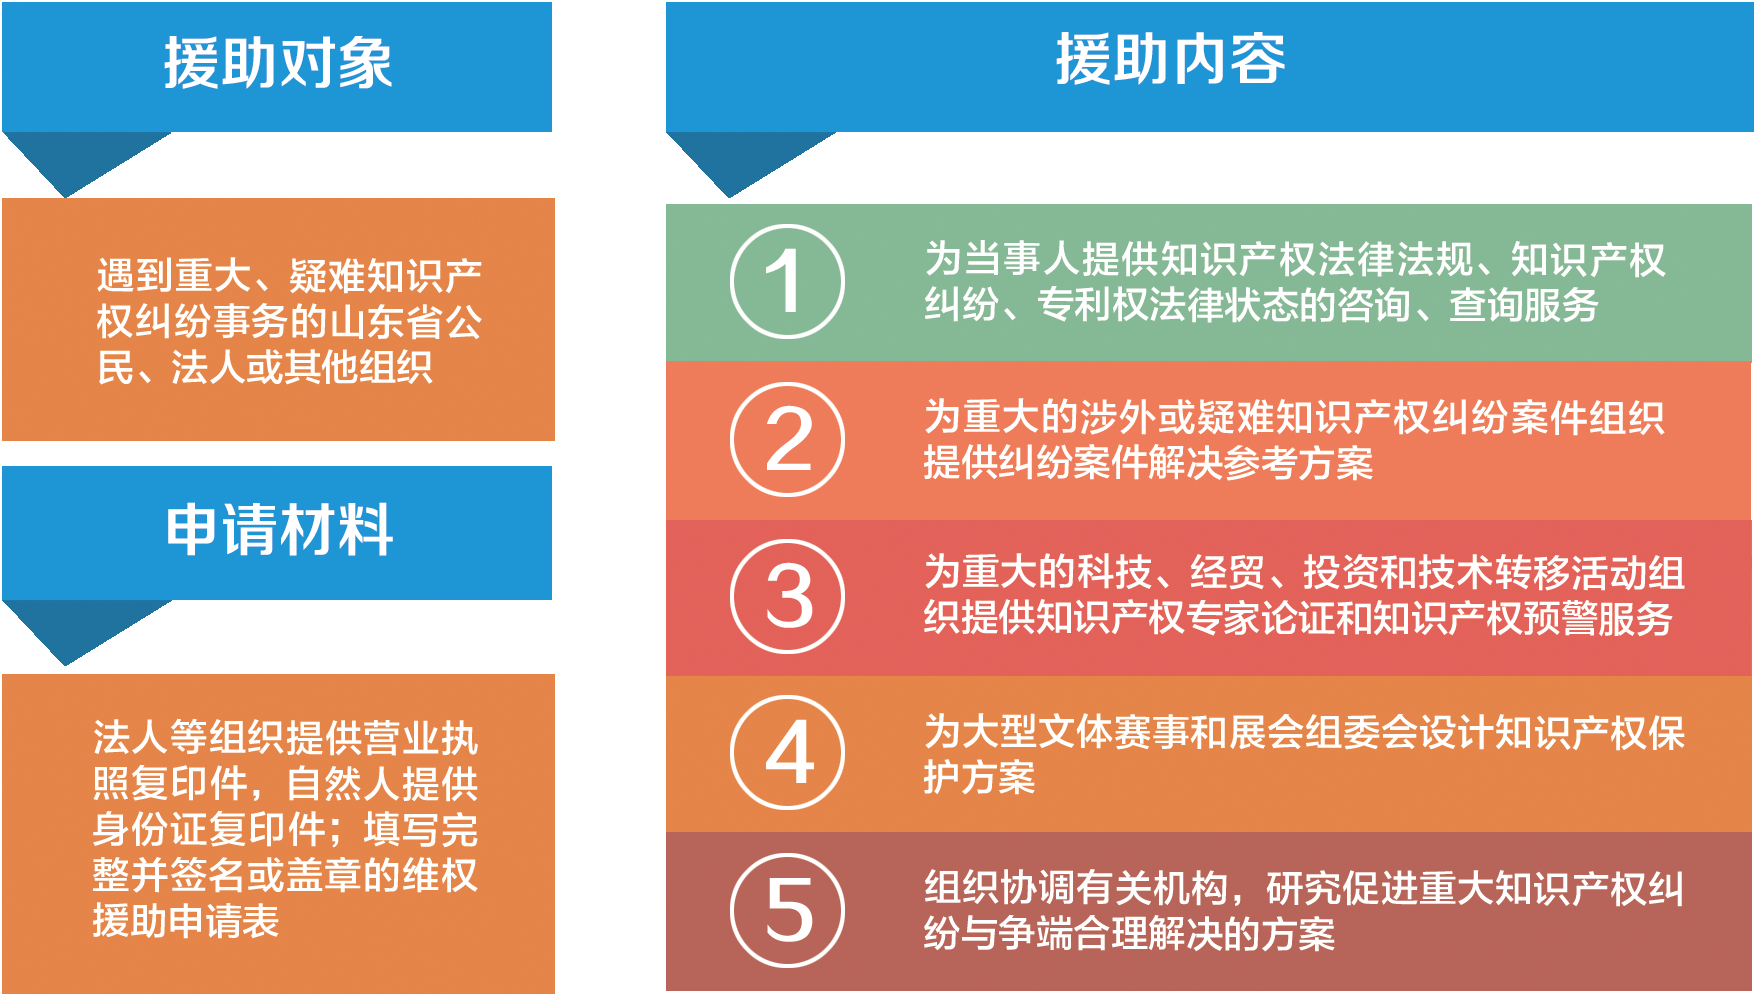 援助对象
遇到重大、疑难知识产
权纠纷事务的山东省公
民、法人或其他组织
申请材料
法人等组织提供营业执
照复印件，自然人提供
身份证复印件；填写完
整并签名或盖章的维权
援助申请表
援助内容
1
为当事人提供知识产权法律法规、知识产权
纠纷、专利权法律状态的咨询、查询服务
2
为重大的涉外或疑难知识产权纠纷案件组织
提供纠纷案件解决参考方案
3
为重大的科技、经贸、投资和技术转移活动组
织提供知识产权专家论证和知识产权预警服务
4
为大型文体赛事和展会组委会设计知识产权保
护方案
5
组织协调有关机构，研究促进重大知识产权纠
纷与争端合理解决的方案